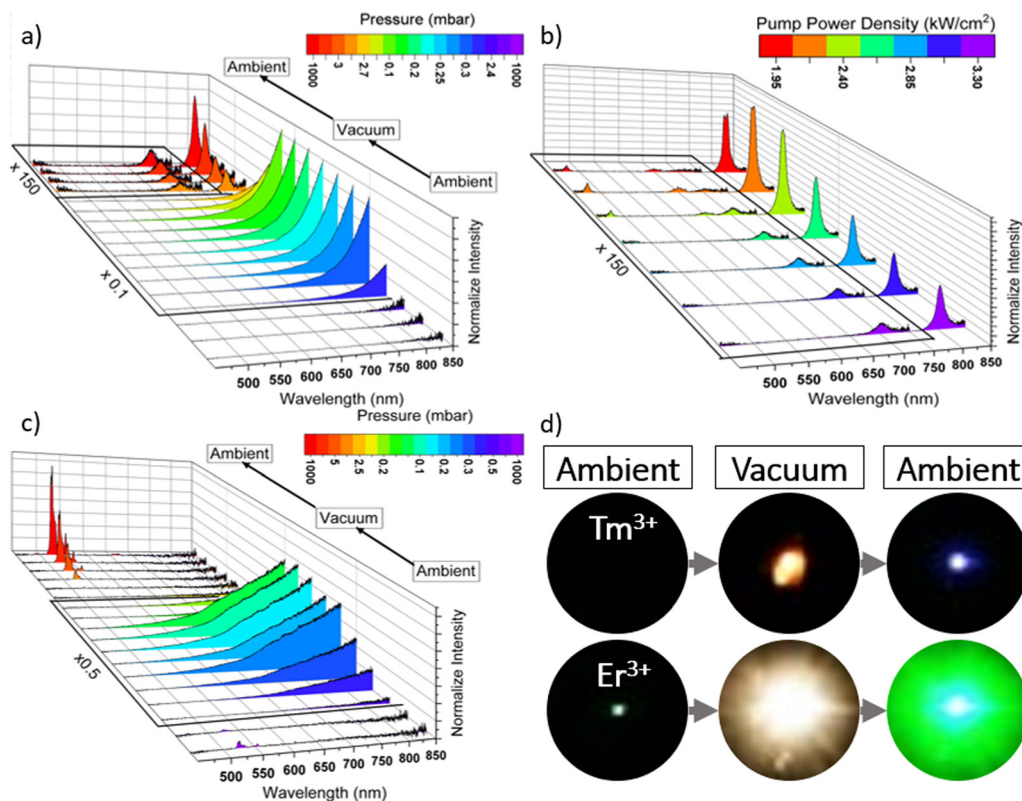 a)
Pressure (mbar)
1000
3
2.7
0.1
0.2
0.25
0.3
2.4
1000
Ambient
Vacuum
Ambient
x 150
x 0.1
Normalize Intensity
500
550
600
650
700
750
800
850
Wavelength (nm)
b)
Pump Power Density (kW/cm²)
1.95
2.40
2.85
3.30
x 150
Normalize Intensity
500
550
600
650
700
750
800
850
Wavelength (nm)
c)
Pressure (mbar)
1000
5
2.5
0.2
0.1
0.2
0.3
0.5
1000
Ambient
Vacuum
Ambient
x0.5
Normalize Intensity
500
550
600
650
700
750
800
850
Wavelength (nm)
d)
Ambient Vacuum Ambient
Tm³⁺
Er³⁺